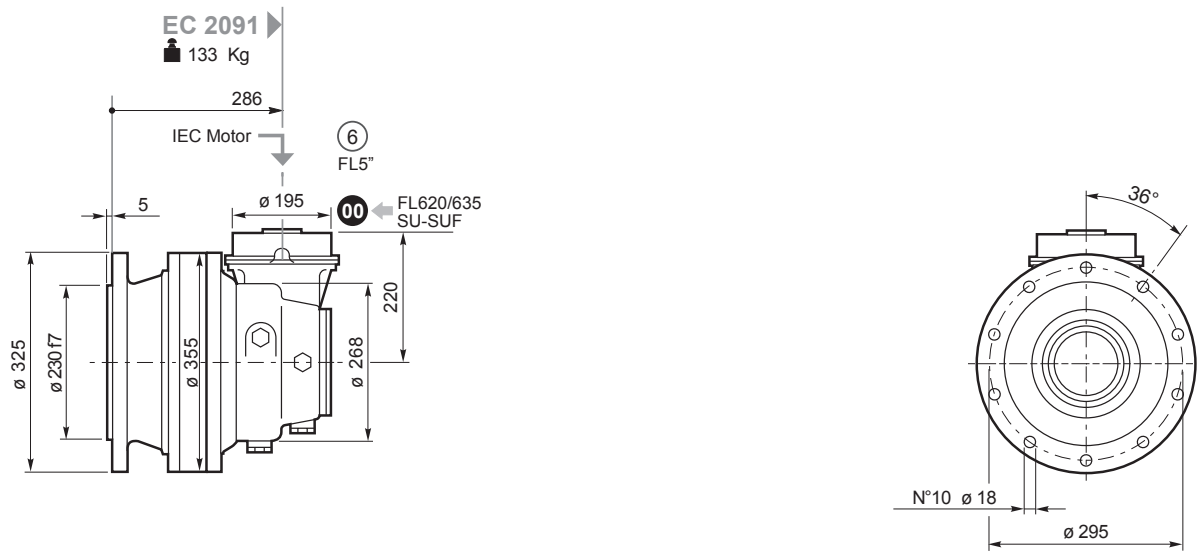 EC 2091
133 Kg
286
IEC Motor
6
FL5”
5
ø 195
00
FL620/635
SU-SUF
36°
220
ø 325
ø 230 f7
ø 355
ø 268
N°10 ø 18
ø 295